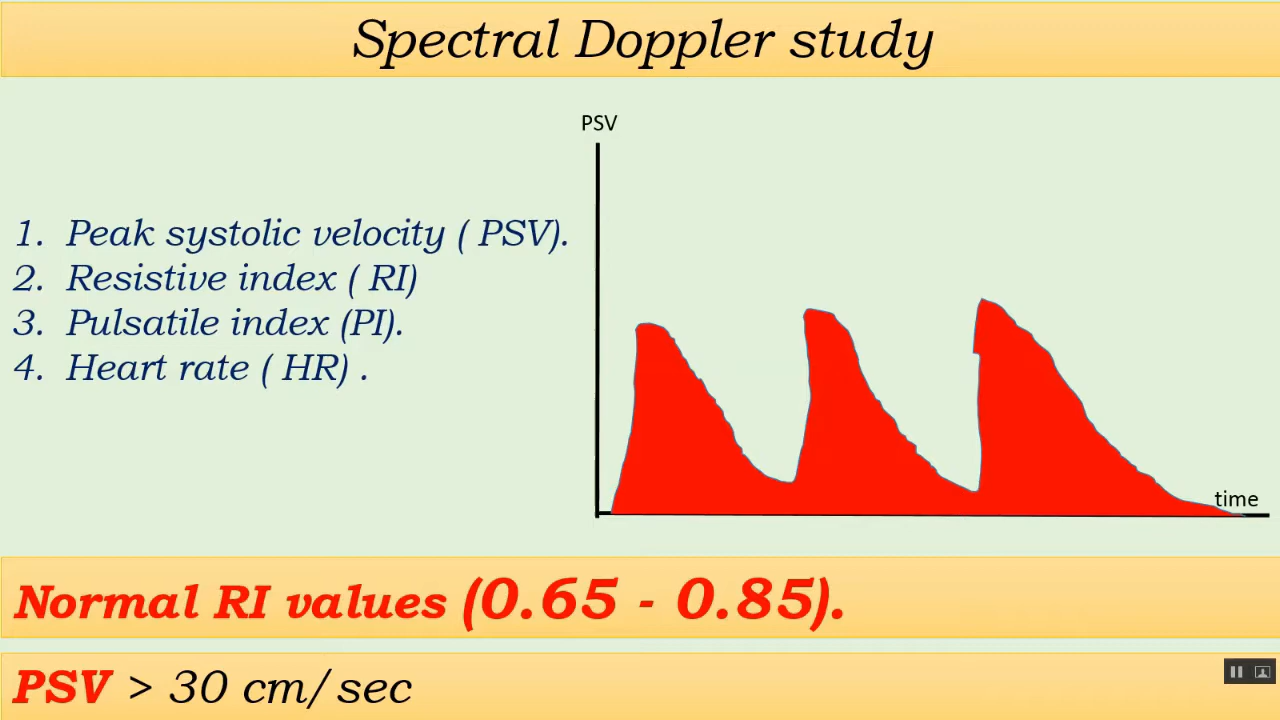 Spectral Doppler study
PSV
1. Peak systolic velocity ( PSV).
2. Resistive index ( RI)
3. Pulsatile index (PI).
4. Heart rate ( HR) .
time
Normal RI values (0.65 - 0.85).
PSV > 30 cm/sec